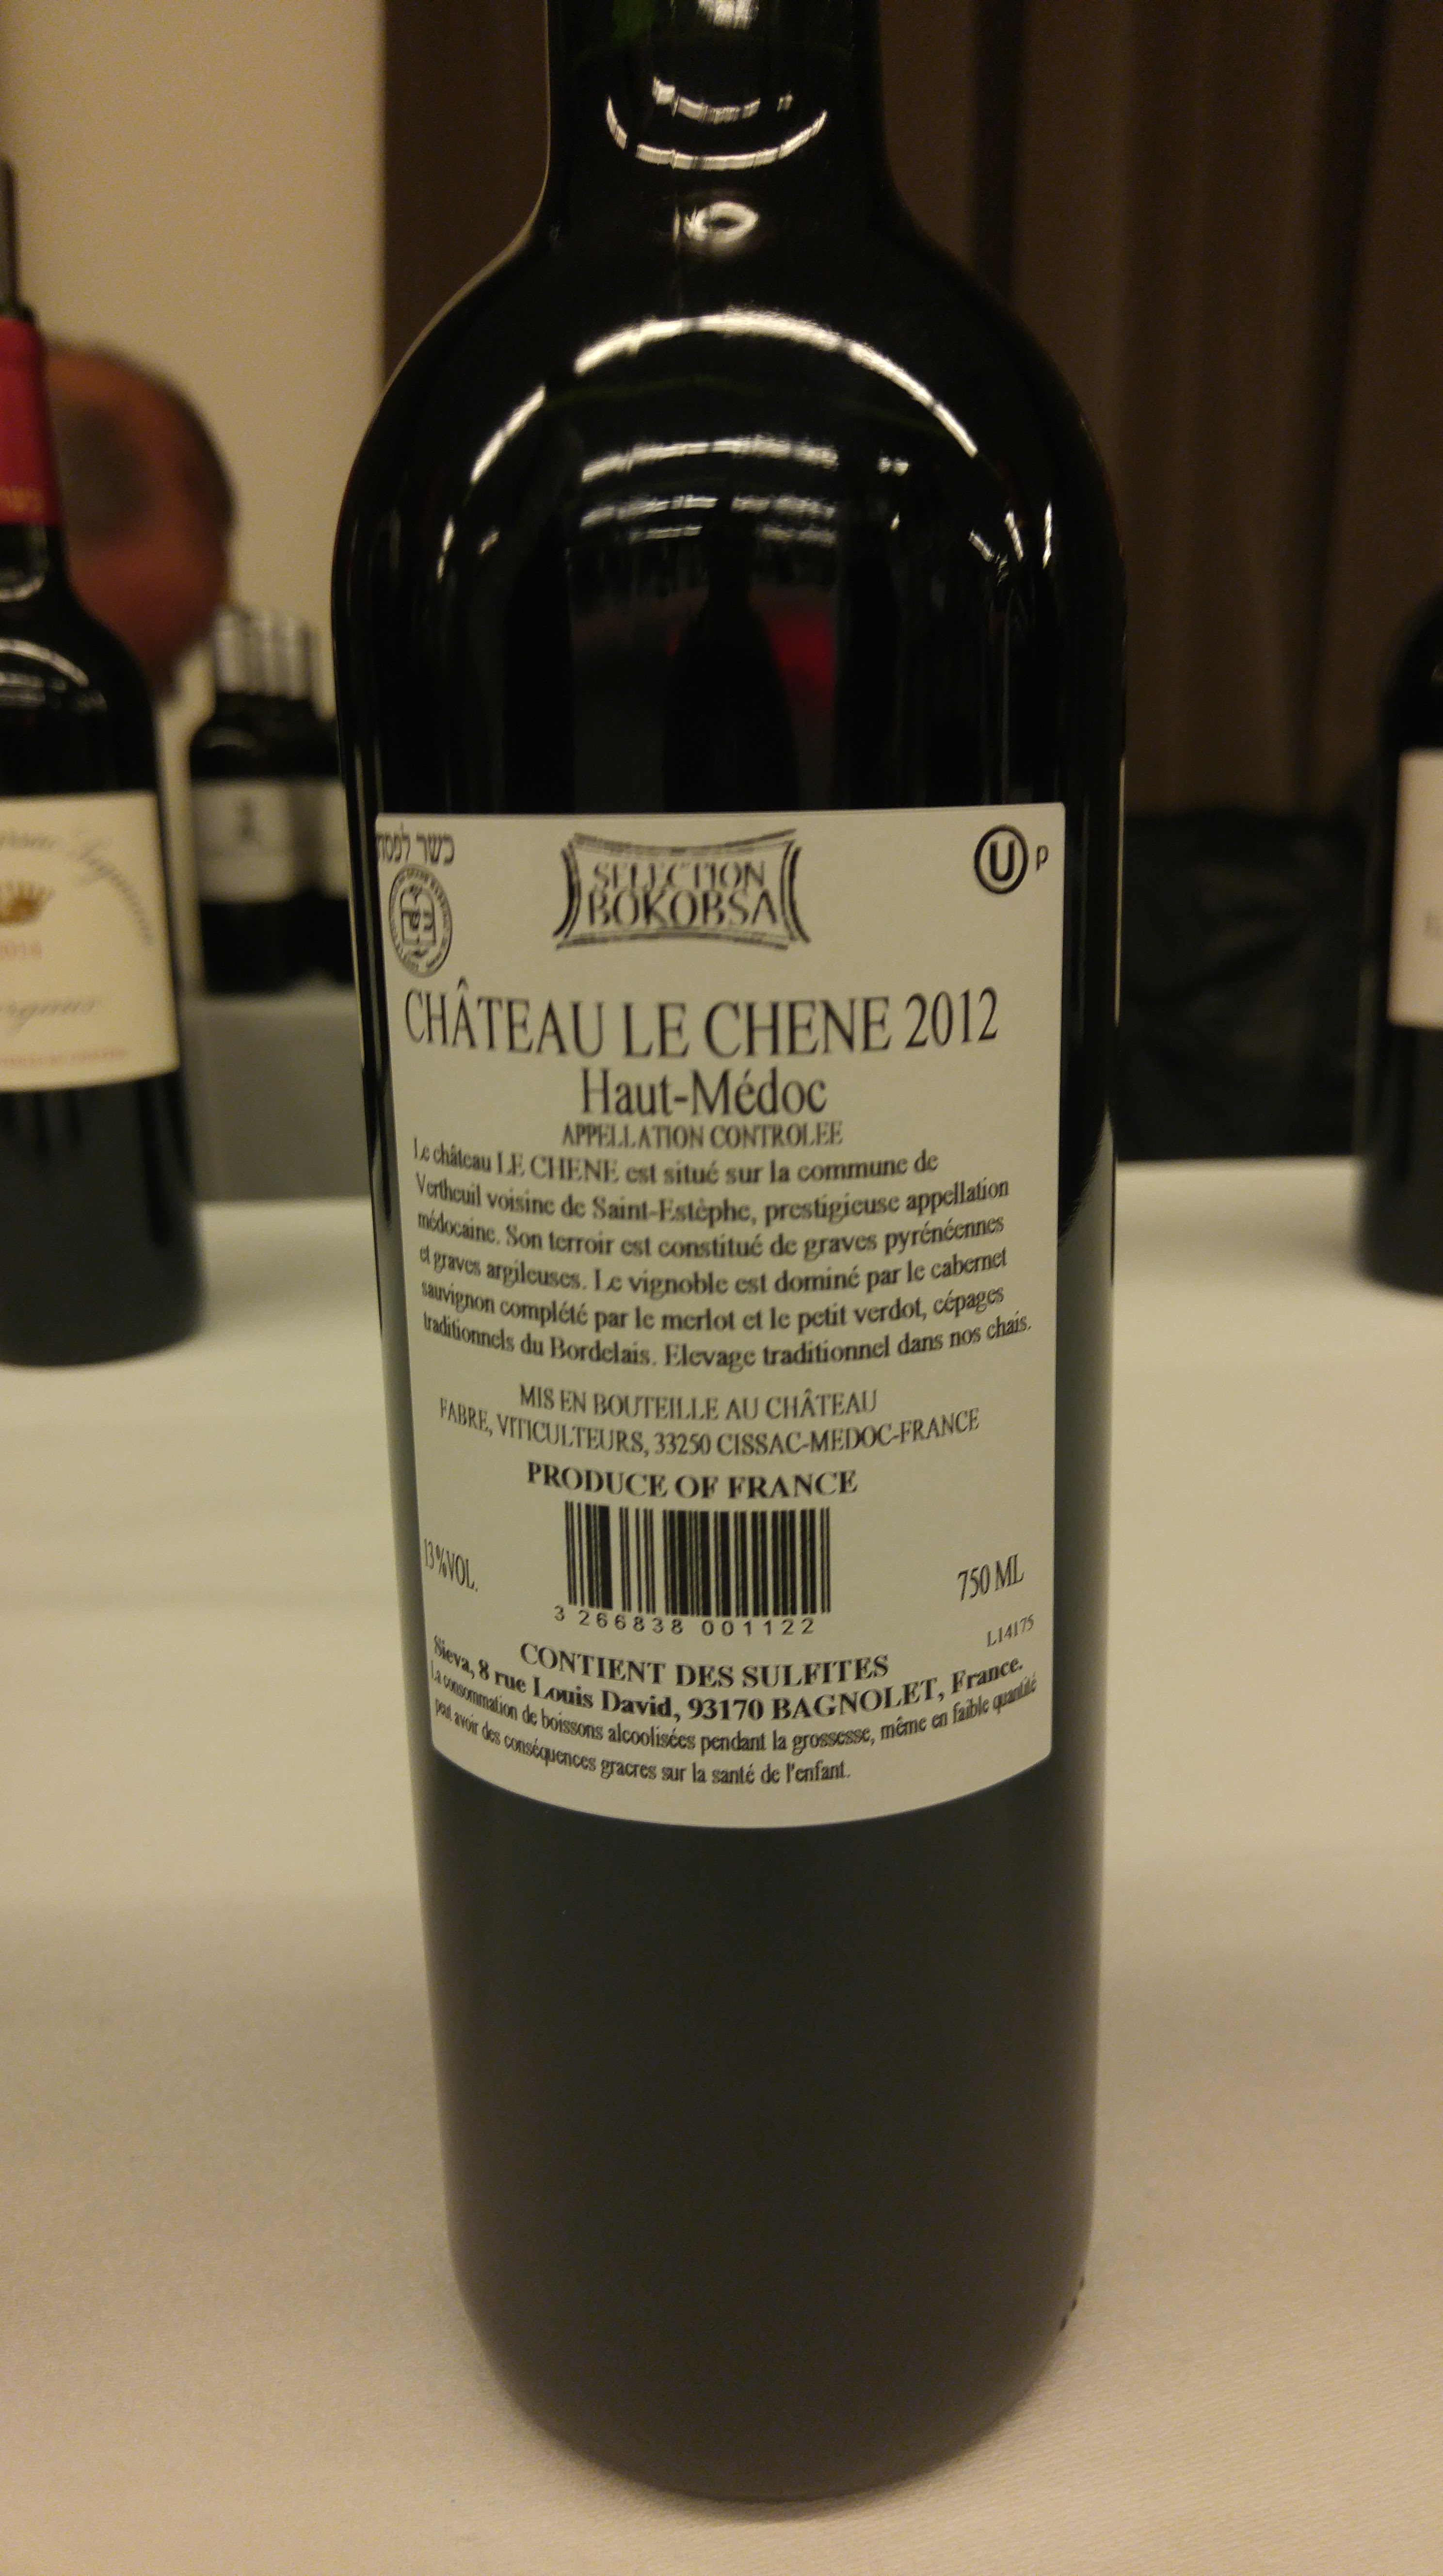 כשר לפסח
SELECTION
BOKOBSA
U P
CHÂTEAU LE CHENE 2012
Haut-Médoc
APPELLATION CONTROLEE
Le château LE CHENE est situé sur la commune de
Vertheuil voisine de Saint-Estèphe, prestigieuse appellation
médocaine. Son terroir est constitué de graves pyrénéennes
et graves argileuses. Le vignoble est dominé par le cabernet
sauvignon complété par le merlot et le petit verdot, cépages
traditionnels du Bordelais. Elevage traditionnel dans nos chais.
MIS EN BOUTEILLE AU CHÂTEAU
FABRE, VITICULTEURS, 33250 CISSAC-MEDOC-FRANCE
PRODUCE OF FRANCE
13%VOL.
750 ML
3 266838 001122
L14175
CONTIENT DES SULFITES
Sieva, 8 rue Louis David, 93170 BAGNOLET, France.
La consommation de boissons alcoolisées pendant la grossesse, même en faible quantité
peut avoir des conséquences gracres sur la santé de l'enfant.
2014